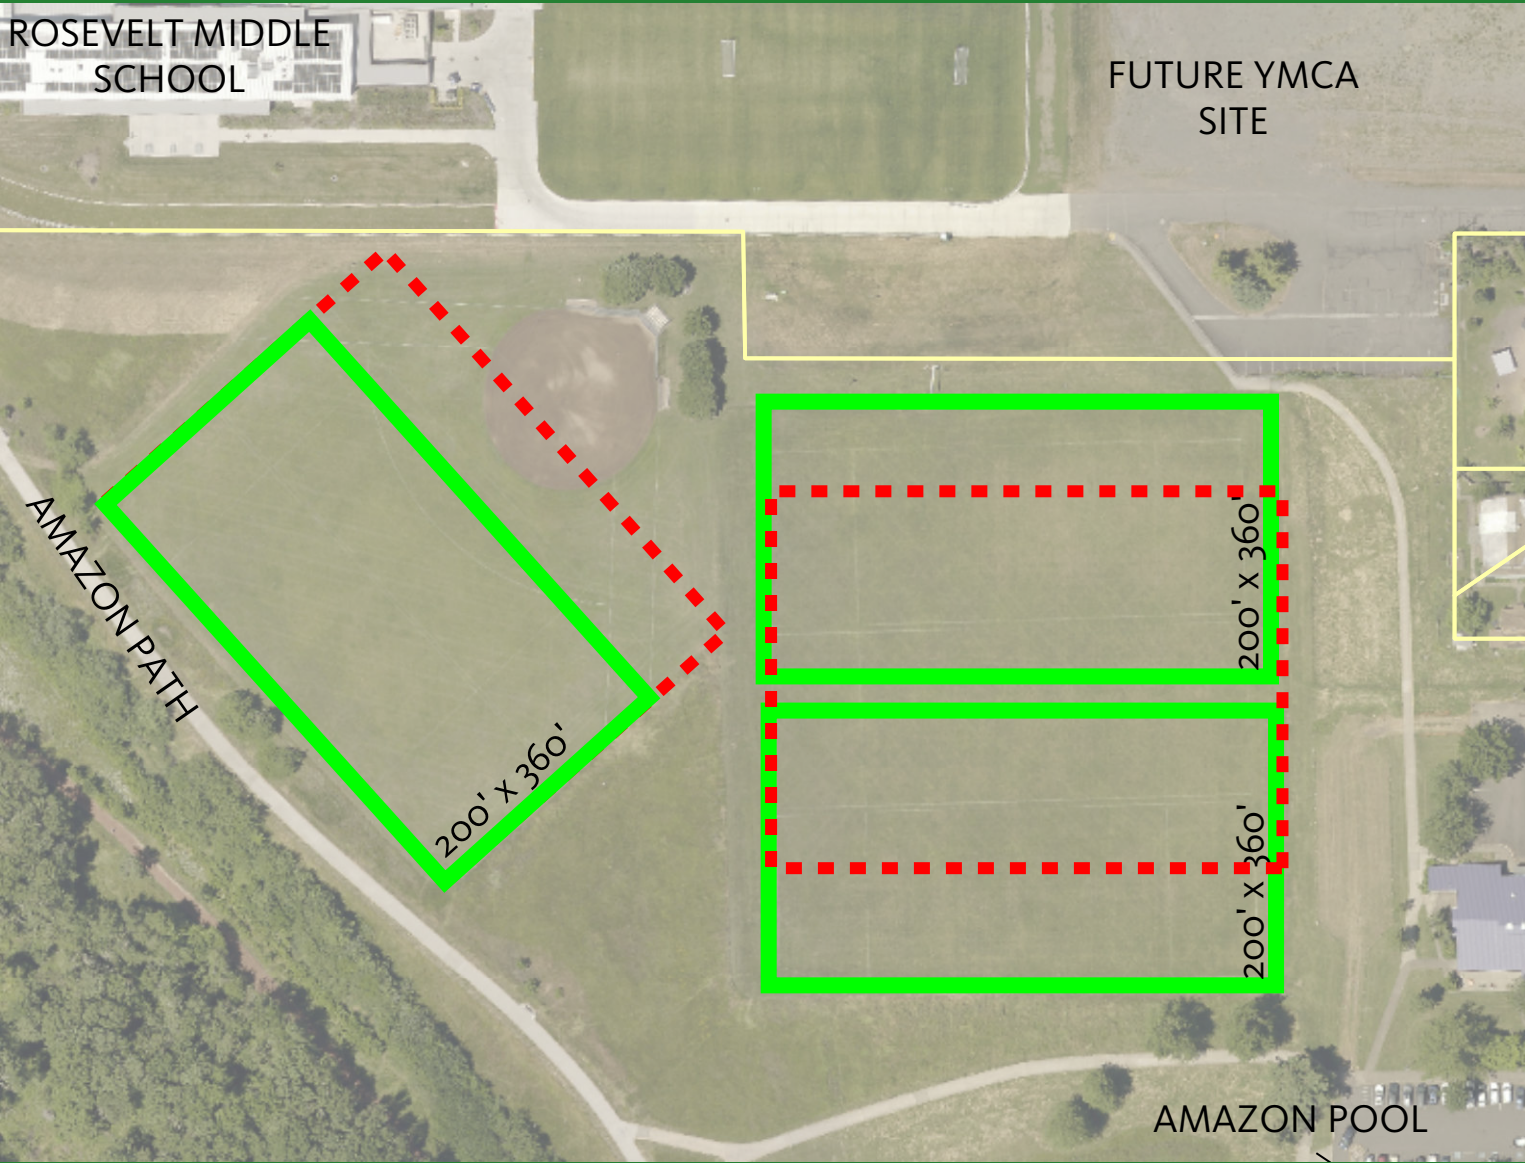 ROSEVELT MIDDLE
SCHOOL
FUTURE YMCA
SITE
AMAZON PATH
200' x 360'
200' x 360'
200' x 360'
AMAZON POOL